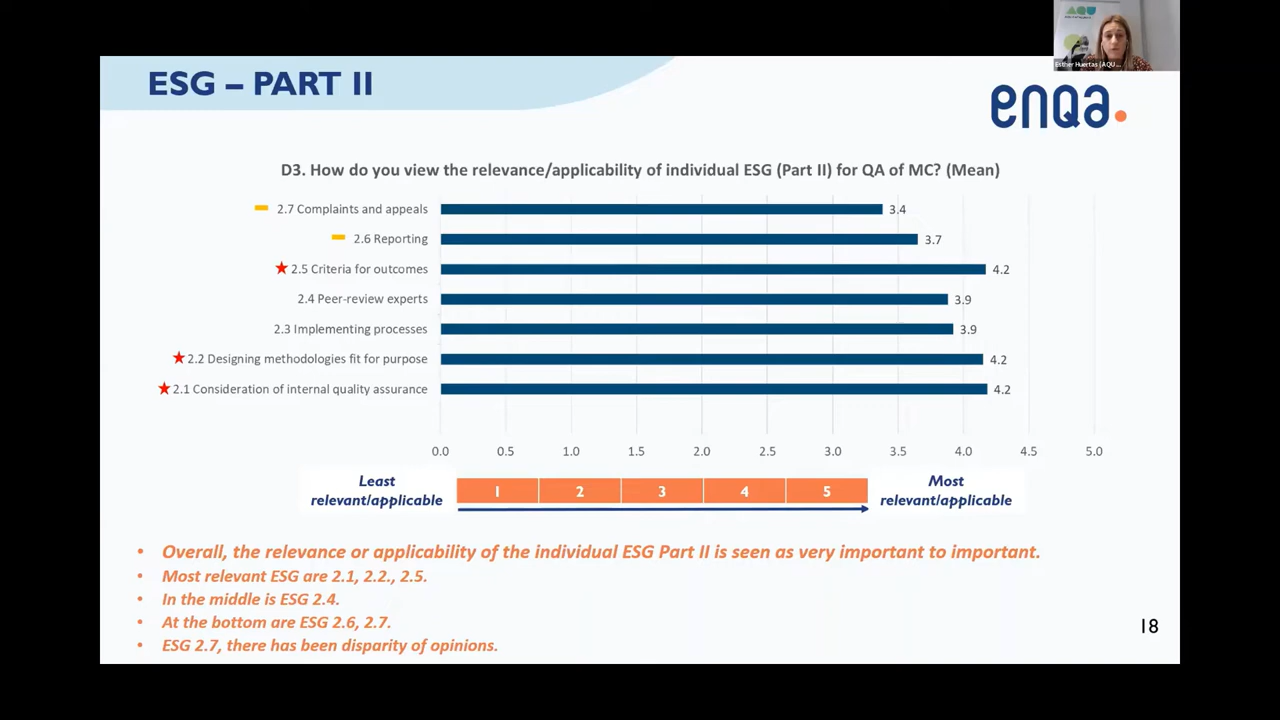 AQU
Esther Huertas (AQU ...
ESG – PART II
enqa.
D3. How do you view the relevance/applicability of individual ESG (Part II) for QA of MC? (Mean)
2.7 Complaints and appeals 3.4
2.6 Reporting 3.7
2.5 Criteria for outcomes 4.2
2.4 Peer-review experts 3.9
2.3 Implementing processes 3.9
2.2 Designing methodologies fit for purpose 4.2
2.1 Consideration of internal quality assurance 4.2
0.0 0.5 1.0 1.5 2.0 2.5 3.0 3.5 4.0 4.5 5.0
Least relevant/applicable
1 2 3 4 5
Most relevant/applicable
• Overall, the relevance or applicability of the individual ESG Part II is seen as very important to important.
• Most relevant ESG are 2.1, 2.2., 2.5.
• In the middle is ESG 2.4.
• At the bottom are ESG 2.6, 2.7.
• ESG 2.7, there has been disparity of opinions.
18